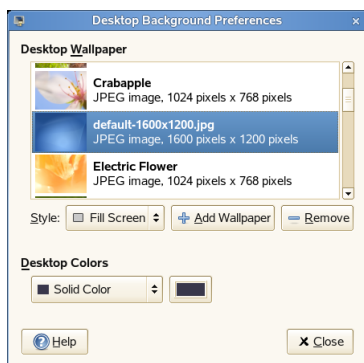 Desktop Background Preferences
Desktop Wallpaper
Crabapple
JPEG image, 1024 pixels x 768 pixels
default-1600x1200.jpg
JPEG image, 1600 pixels x 1200 pixels
Electric Flower
JPEG image, 1024 pixels x 768 pixels
Style: Fill Screen Add Wallpaper Remove
Desktop Colors
Solid Color
Help Close